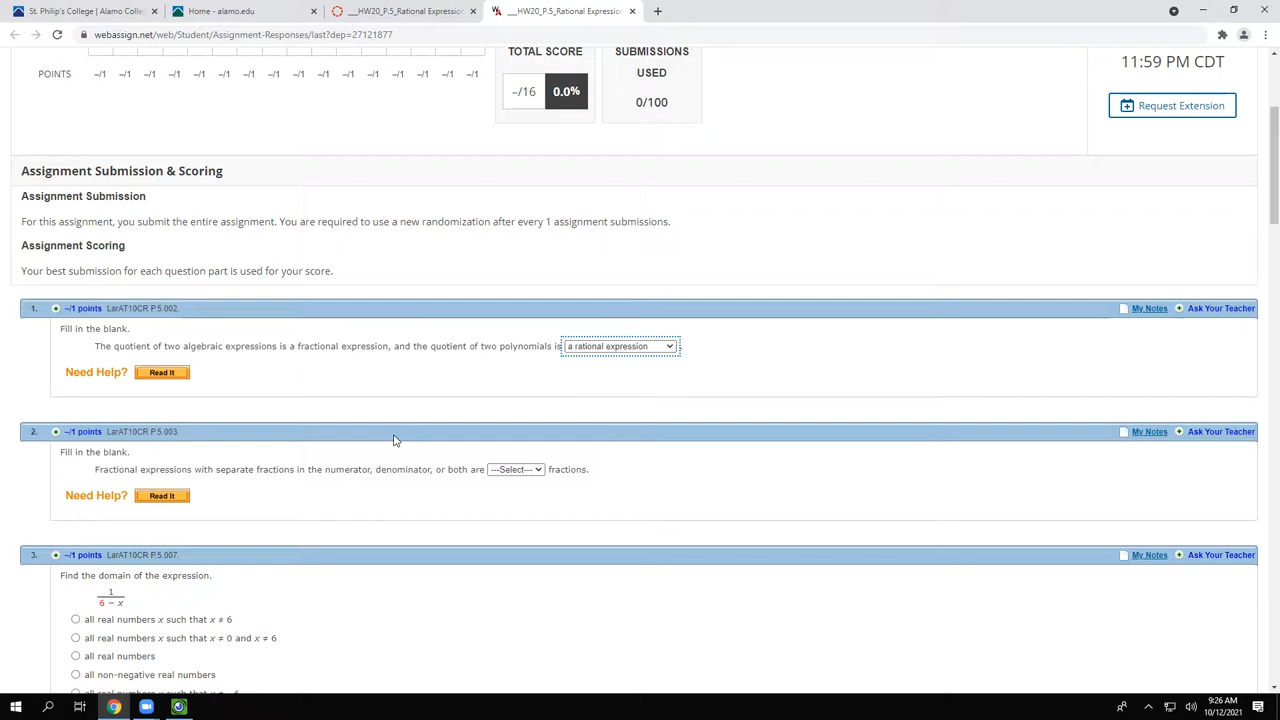 St. Philip's College | Alamo Colle
Home - alamo.edu
___HW20_P.5_Rational Expression
___HW20_P.5_Rational Expression
webassign.net/web/Student/Assignment-Responses/last?dep=27121877
TOTAL SCORE
SUBMISSIONS USED
11:59 PM CDT
POINTS –/1 –/1 –/1 –/1 –/1 –/1 –/1 –/1 –/1 –/1 –/1 –/1 –/1 –/1 –/1 –/1
–/16 0.0%
0/100
Request Extension
Assignment Submission & Scoring
Assignment Submission
For this assignment, you submit the entire assignment. You are required to use a new randomization after every 1 assignment submissions.
Assignment Scoring
Your best submission for each question part is used for your score.
1. –/1 points LarAT10CR P.5.002. My Notes Ask Your Teacher
Fill in the blank.
The quotient of two algebraic expressions is a fractional expression, and the quotient of two polynomials is a rational expression
Need Help? Read It
2. –/1 points LarAT10CR P.5.003. My Notes Ask Your Teacher
Fill in the blank.
Fractional expressions with separate fractions in the numerator, denominator, or both are ---Select--- fractions.
Need Help? Read It
3. –/1 points LarAT10CR P.5.007. My Notes Ask Your Teacher
Find the domain of the expression.
1
6 − x
all real numbers x such that x ≠ 6
all real numbers x such that x ≠ 0 and x ≠ 6
all real numbers
all non-negative real numbers
9:26 AM
10/12/2021